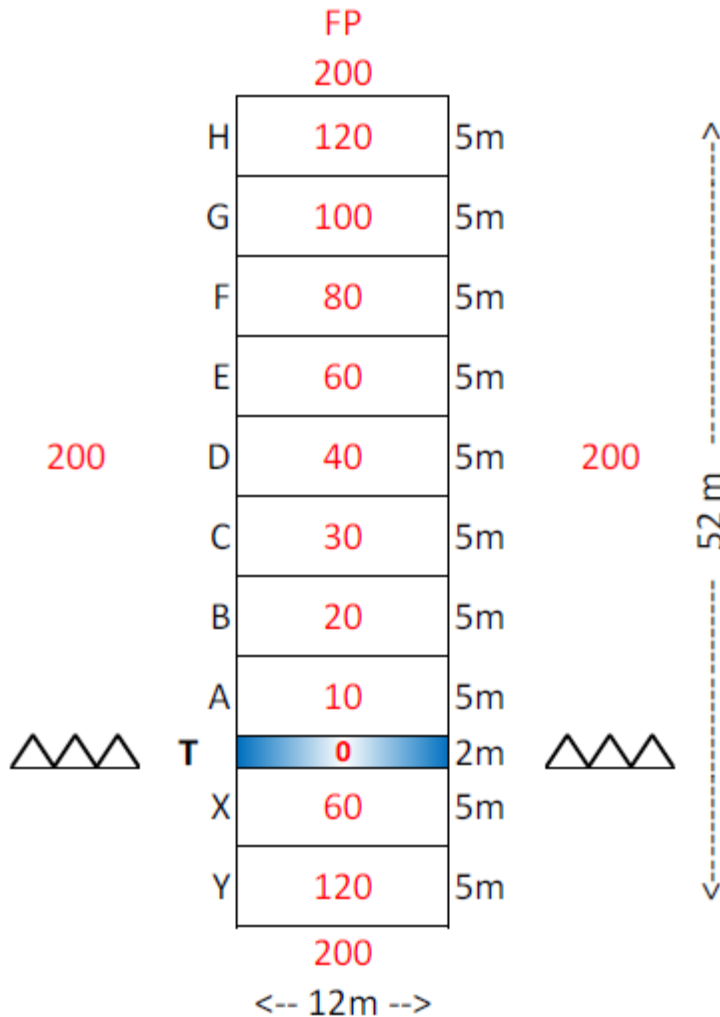 FP
200
H 120 5m
G 100 5m
F 80 5m
E 60 5m
200 D 40 5m 200
C 30 5m
<-------- 52 m -------->
B 20 5m
A 10 5m
T 0 2m
X 60 5m
Y 120 5m
200
<-- 12m -->